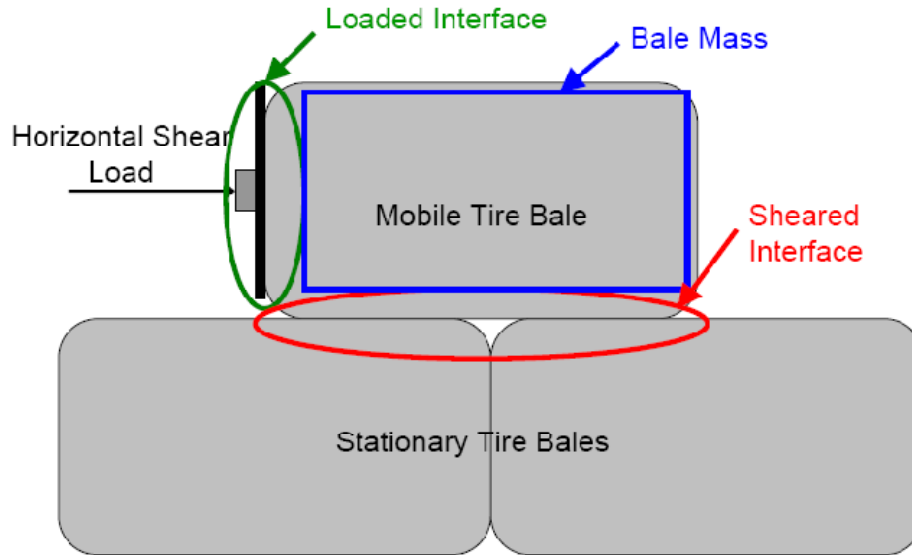 Loaded Interface
Bale Mass
Horizontal Shear
Load
Mobile Tire Bale
Sheared
Interface
Stationary Tire Bales